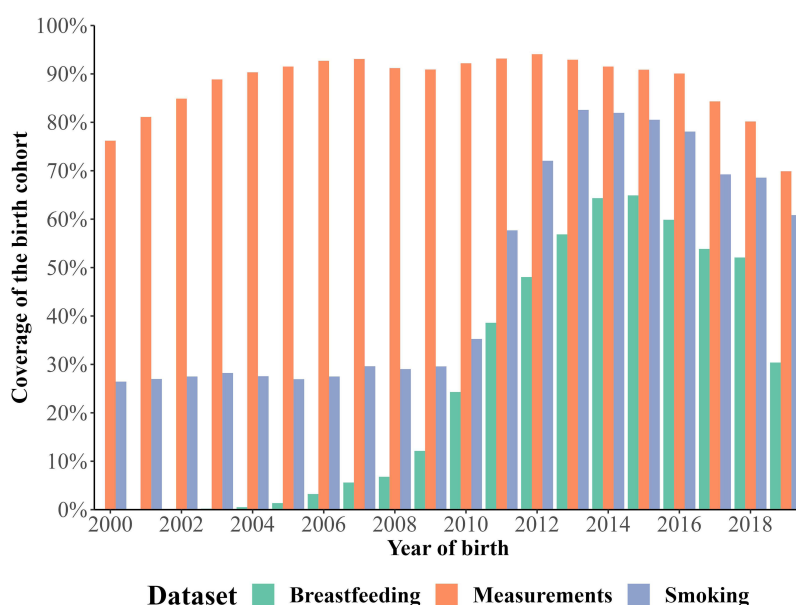 100%
90%
80%
70%
60%
50%
40%
30%
20%
10%
0%
Coverage of the birth cohort
2000 2002 2004 2006 2008 2010 2012 2014 2016 2018
Year of birth
Dataset Breastfeeding Measurements Smoking